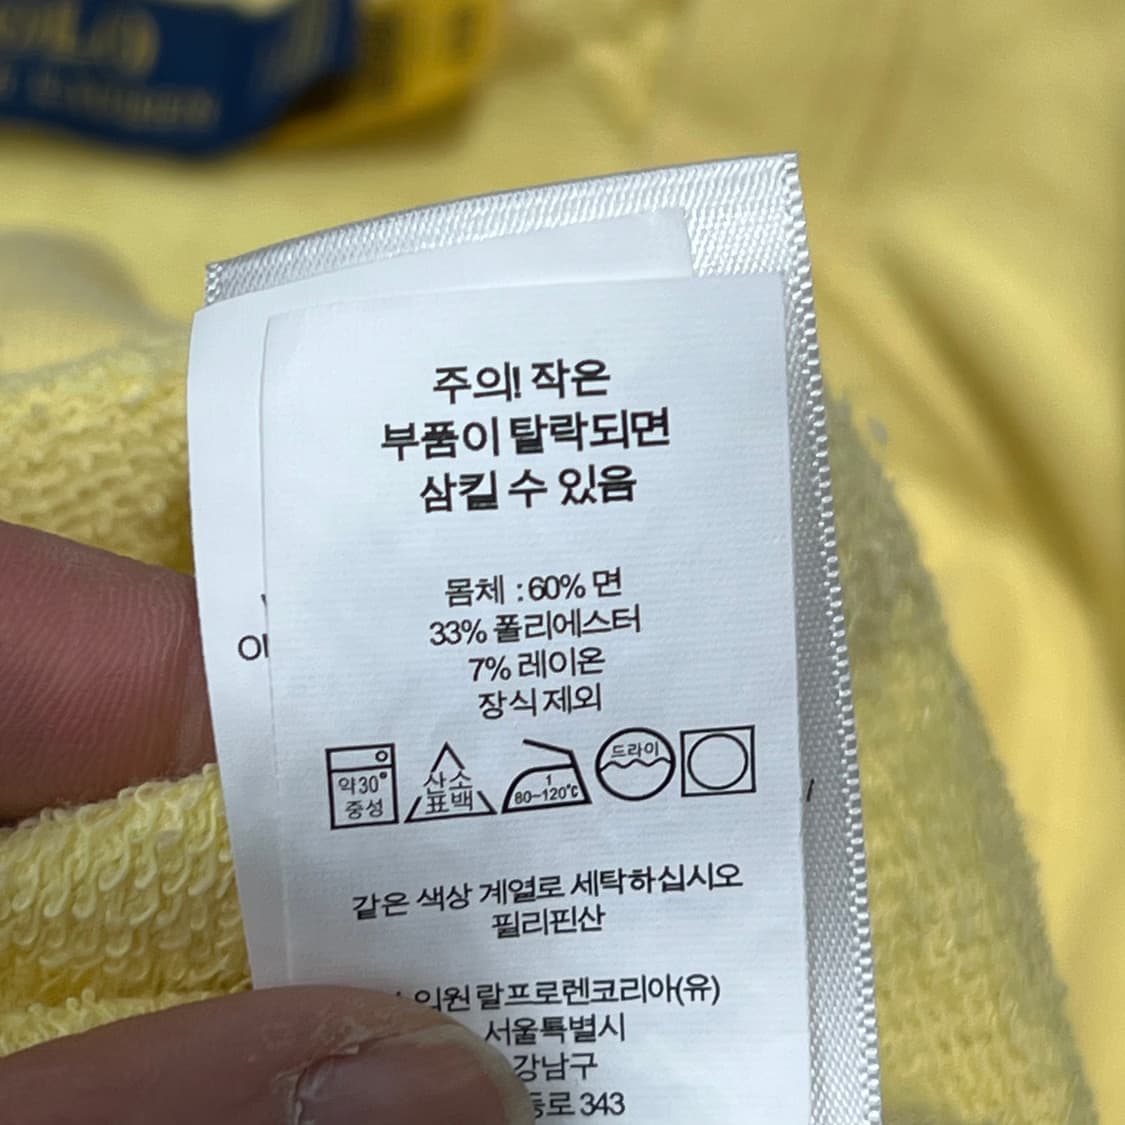 주의! 작은
부품이 탈락되면
삼킬 수 있음
몸체 : 60% 면
33% 폴리에스터
7% 레이온
장식 제외
약30°
중성
산소
표백
1
80-120℃
드라이
같은 색상 계열로 세탁하십시오
필리핀산
랄프로렌코리아(유)
서울특별시
강남구
343